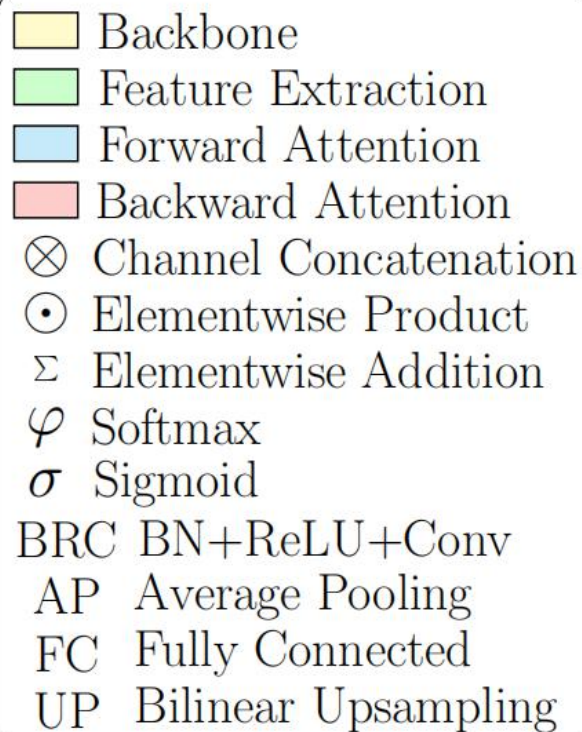 Backbone
Feature Extraction
Forward Attention
Backward Attention
⊗ Channel Concatenation
⊙ Elementwise Product
Σ Elementwise Addition
φ Softmax
σ Sigmoid
BRC BN+ReLU+Conv
AP Average Pooling
FC Fully Connected
UP Bilinear Upsampling